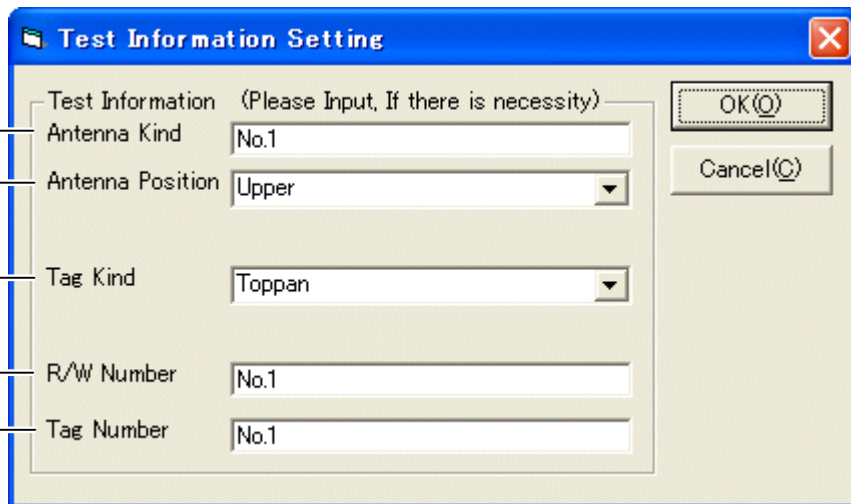 Test Information Setting
Test Information (Please Input, If there is necessity)
OK(O)
Antenna Kind No.1
Cancel(C)
Antenna Position Upper
Tag Kind Toppan
R/W Number No.1
Tag Number No.1